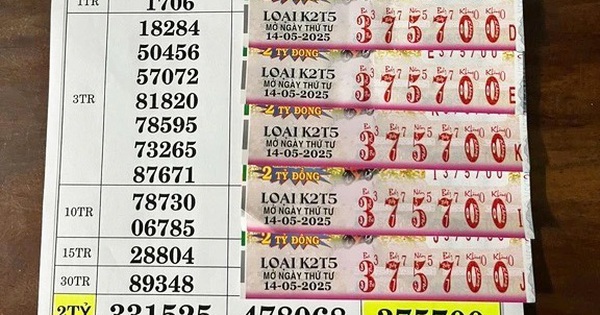 1TR 1706
3TR
18284
50456
57072
81820
78595
73265
87671
10TR
78730
06785
15TR 28804
30TR 89348
2TỶ 331525 478068 375700
LOẠI K2T5
MỞ NGÀY THỨ TƯ
14-05-2025
375700 D
2 TỶ ĐỒNG
LOẠI K2T5
MỞ NGÀY THỨ TƯ
14-05-2025
375700 E
2 TỶ ĐỒNG
LOẠI K2T5
MỞ NGÀY THỨ TƯ
14-05-2025
375700 K
2 TỶ ĐỒNG
LOẠI K2T5
MỞ NGÀY THỨ TƯ
14-05-2025
375700 I
2 TỶ ĐỒNG
LOẠI K2T5
MỞ NGÀY THỨ TƯ
14-05-2025
375700 J